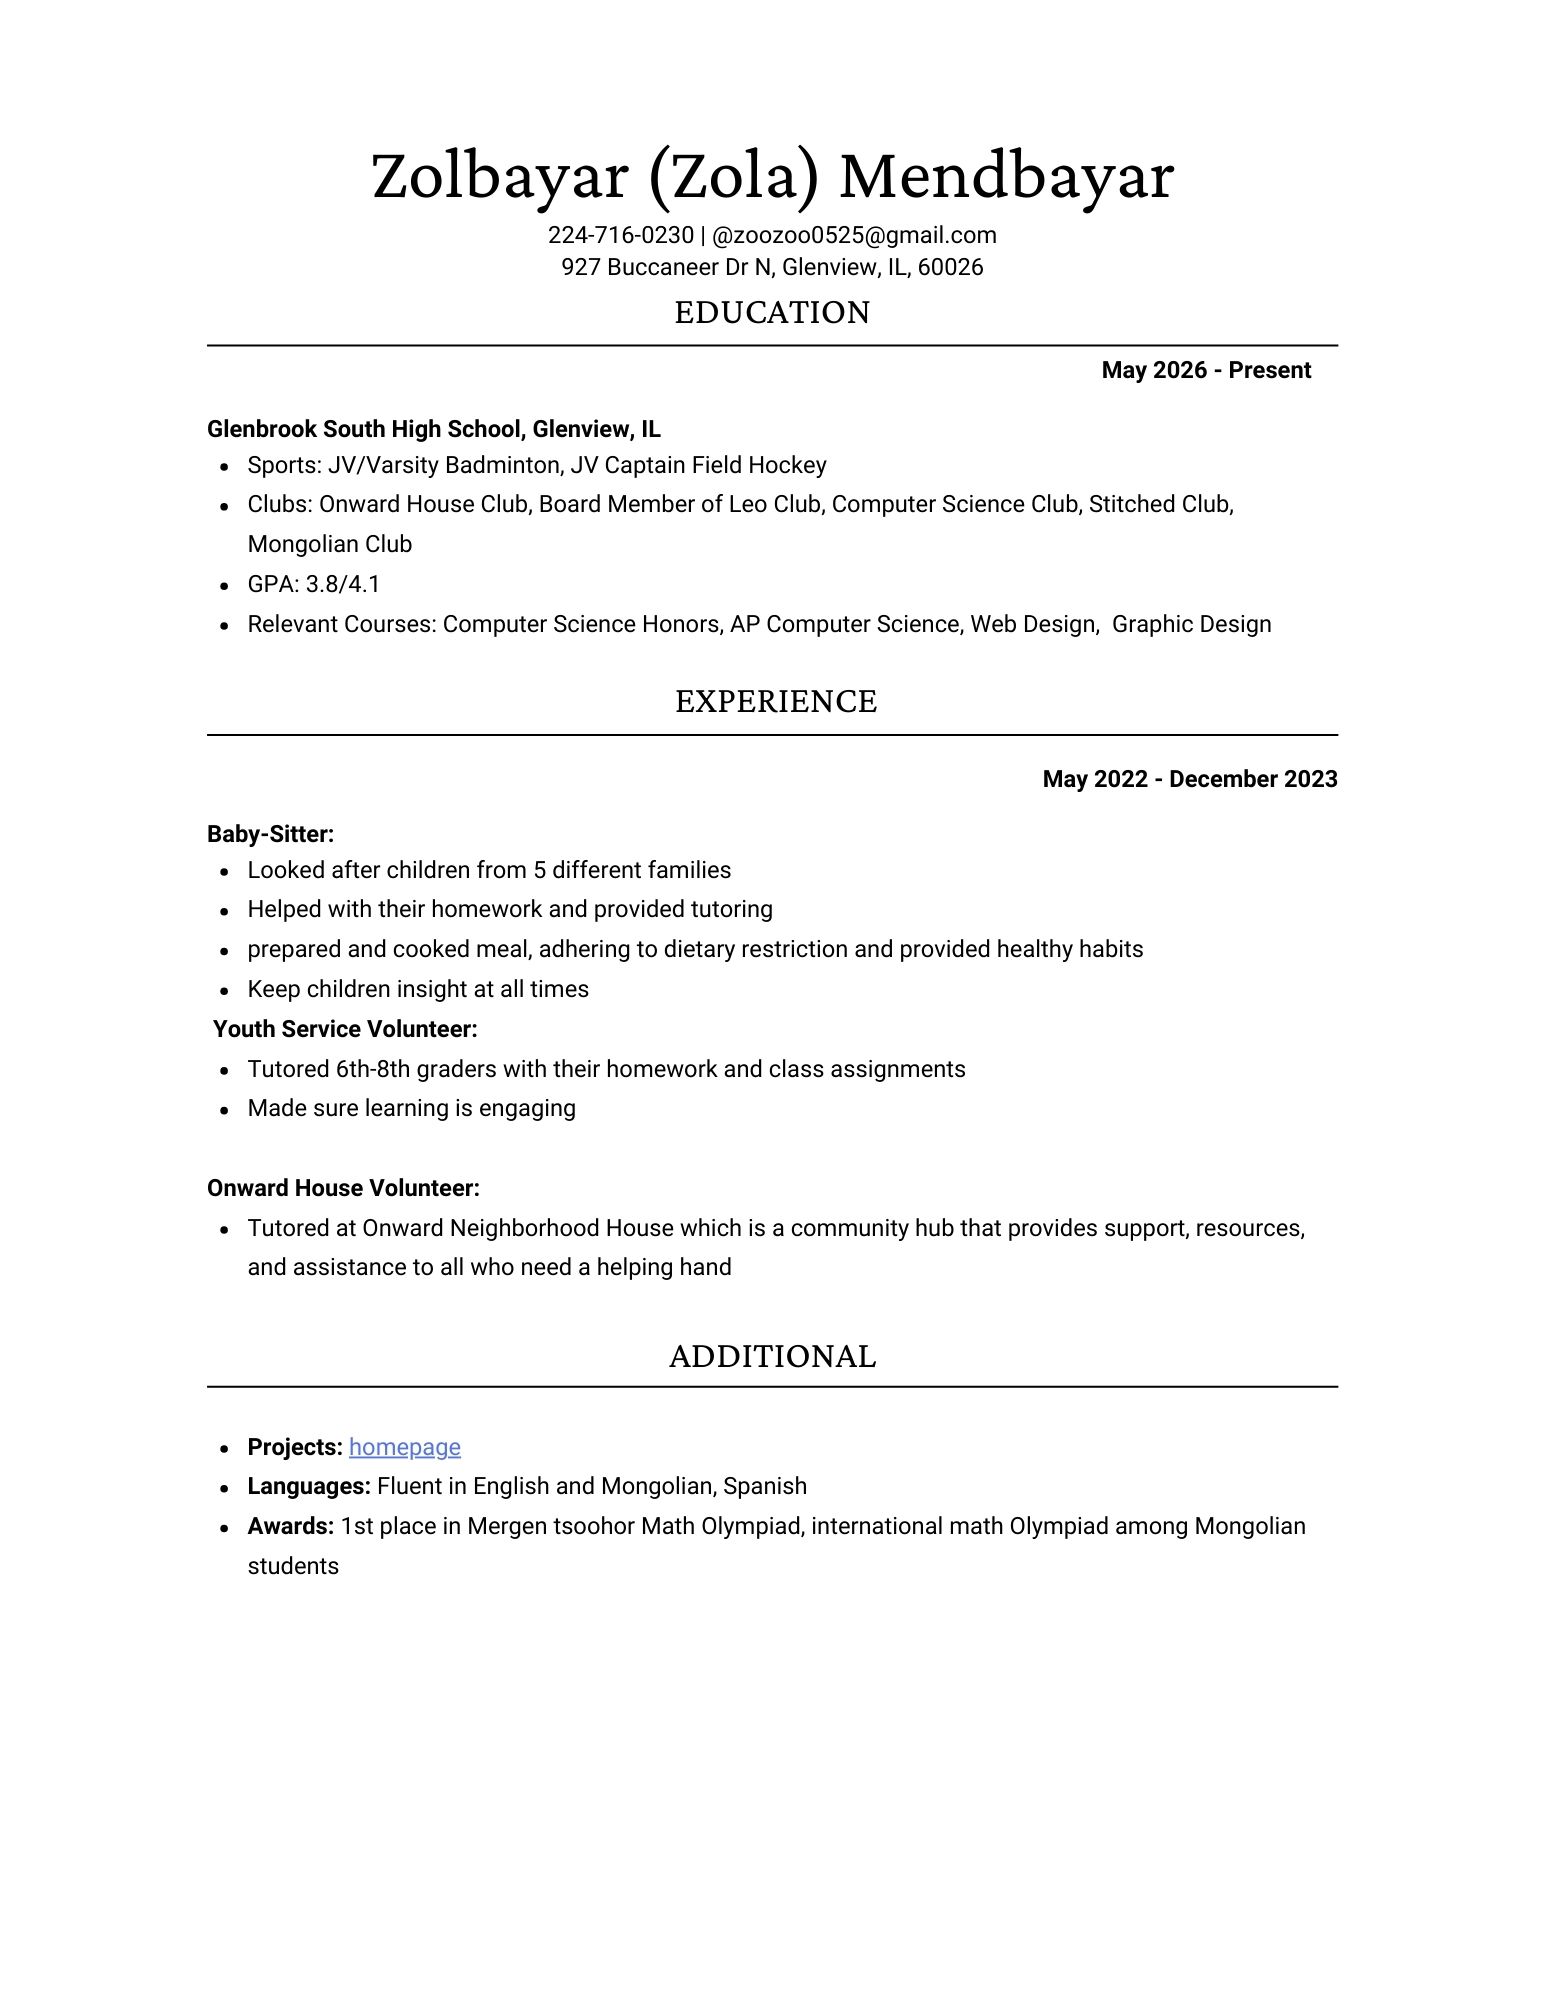 Zolbayar (Zola) Mendbayar
224-716-0230 | @zoozoo0525@gmail.com
927 Buccaneer Dr N, Glenview, IL, 60026
EDUCATION
May 2026 - Present
Glenbrook South High School, Glenview, IL
• Sports: JV/Varsity Badminton, JV Captain Field Hockey
• Clubs: Onward House Club, Board Member of Leo Club, Computer Science Club, Stitched Club,
Mongolian Club
• GPA: 3.8/4.1
• Relevant Courses: Computer Science Honors, AP Computer Science, Web Design,  Graphic Design
EXPERIENCE
May 2022 - December 2023
Baby-Sitter:
• Looked after children from 5 different families
• Helped with their homework and provided tutoring
• prepared and cooked meal, adhering to dietary restriction and provided healthy habits
• Keep children insight at all times
Youth Service Volunteer:
• Tutored 6th-8th graders with their homework and class assignments
• Made sure learning is engaging
Onward House Volunteer:
• Tutored at Onward Neighborhood House which is a community hub that provides support, resources,
and assistance to all who need a helping hand
ADDITIONAL
• Projects: homepage
• Languages: Fluent in English and Mongolian, Spanish
• Awards: 1st place in Mergen tsoohor Math Olympiad, international math Olympiad among Mongolian
students